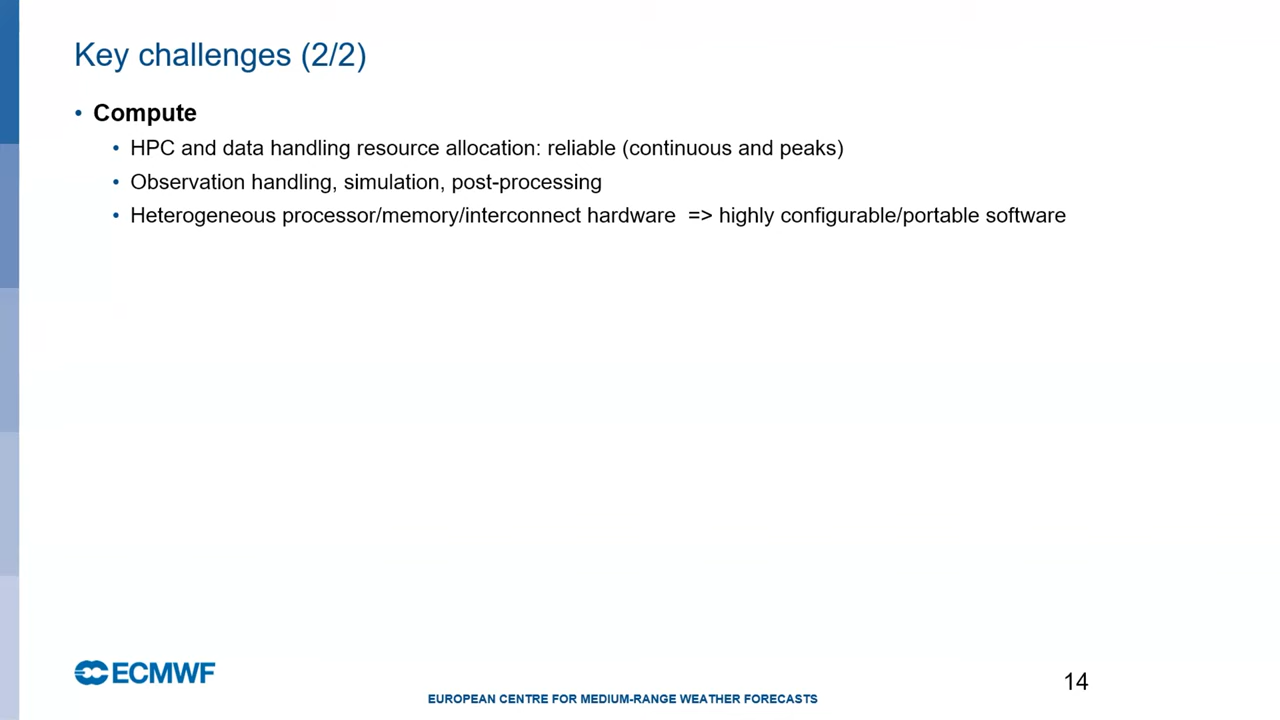 Key challenges (2/2)
• Compute
• HPC and data handling resource allocation: reliable (continuous and peaks)
• Observation handling, simulation, post-processing
• Heterogeneous processor/memory/interconnect hardware => highly configurable/portable software
ECMWF
EUROPEAN CENTRE FOR MEDIUM-RANGE WEATHER FORECASTS
14